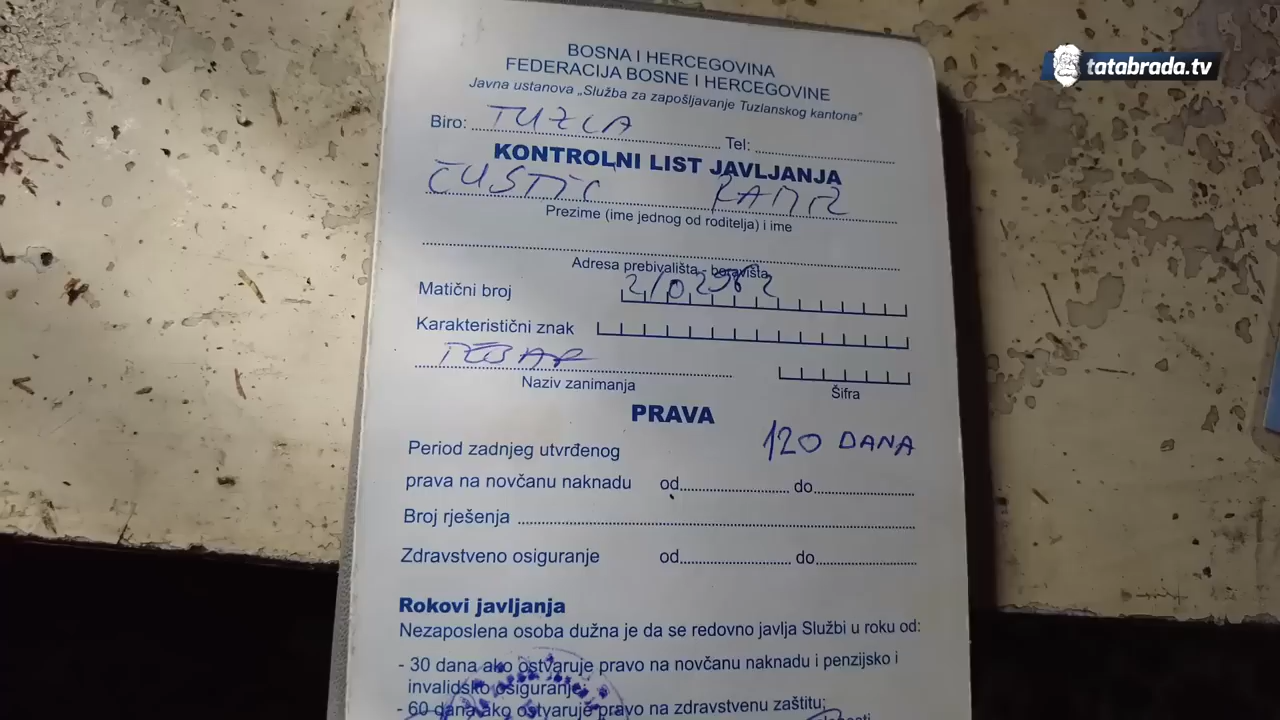 tatabrada.tv
BOSNA I HERCEGOVINA
FEDERACIJA BOSNE I HERCEGOVINE
Javna ustanova „Služba za zapošljavanje Tuzlanskog kantona"
Biro: TUZLA Tel:
KONTROLNI LIST JAVLJANJA
ČUSTIĆ RAMIZ
Prezime (ime jednog od roditelja) i ime
Adresa prebivališta - boravišta
Matični broj
Karakteristični znak
TESAR
Naziv zanimanja Šifra
PRAVA
Period zadnjeg utvrđenog 120 DANA
prava na novčanu naknadu od do
Broj rješenja
Zdravstveno osiguranje od do
Rokovi javljanja
Nezaposlena osoba dužna je da se redovno javlja Službi u roku od:
- 30 dana ako ostvaruje pravo na novčanu naknadu i penzijsko i
invalidsko osiguranje;
- 60 dana ako ostvaruje pravo na zdravstvenu zaštitu;